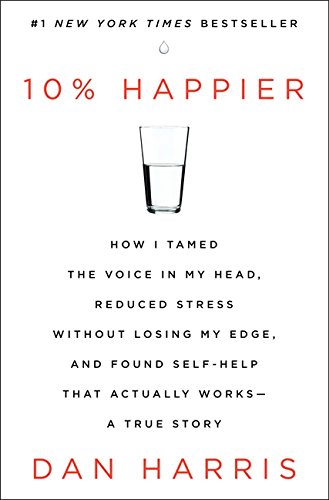 #1 NEW YORK TIMES BESTSELLER
10% HAPPIER
HOW I TAMED
THE VOICE IN MY HEAD,
REDUCED STRESS
WITHOUT LOSING MY EDGE,
AND FOUND SELF-HELP
THAT ACTUALLY WORKS—
A TRUE STORY
DAN HARRIS